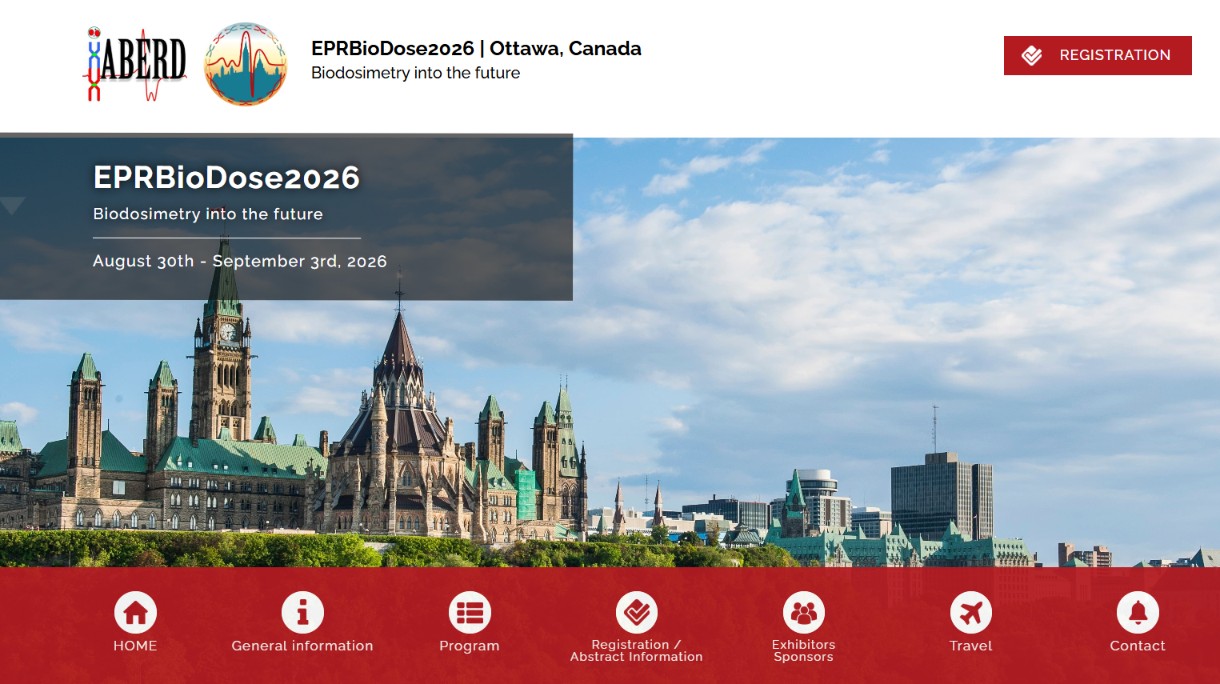 IABERD
EPRBioDose2026 | Ottawa, Canada
Biodosimetry into the future
REGISTRATION
EPRBioDose2026
Biodosimetry into the future
August 30th - September 3rd, 2026
HOME
General information
Program
Registration /
Abstract Information
Exhibitors
Sponsors
Travel
Contact